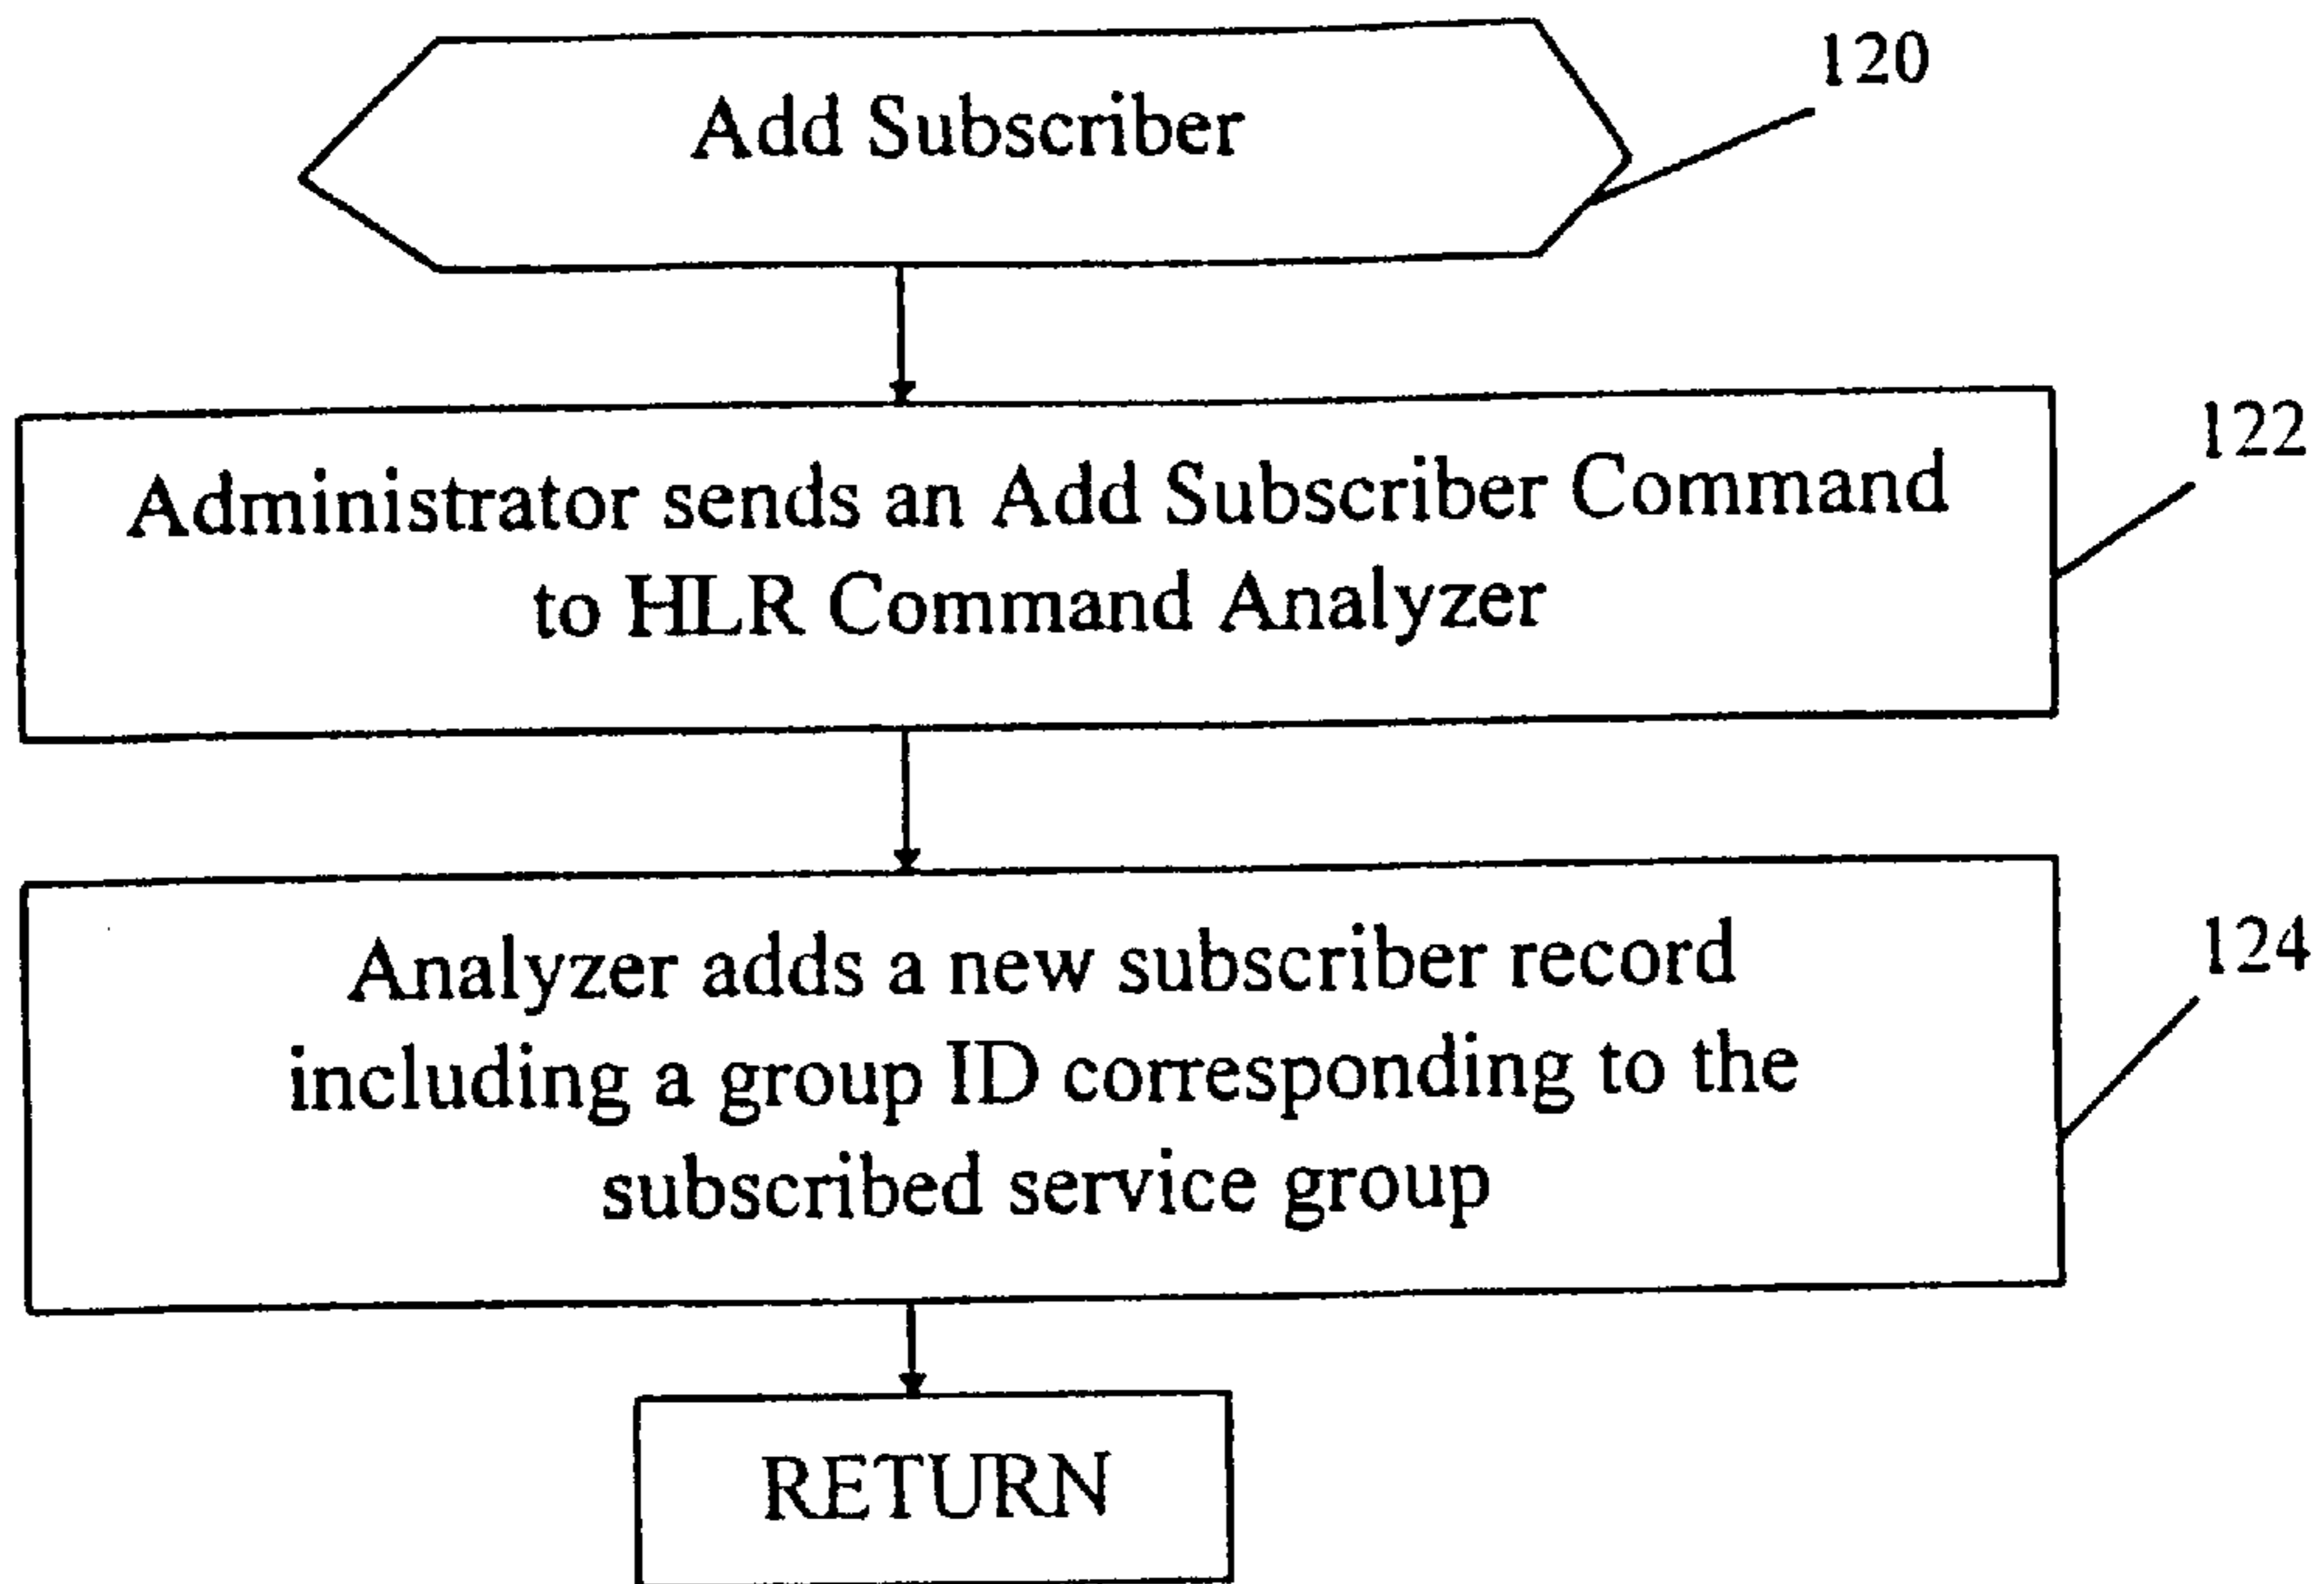 Add Subscriber
120
Administrator sends an Add Subscriber Command
to HLR Command Analyzer
122
Analyzer adds a new subscriber record
including a group ID corresponding to the
subscribed service group
124
RETURN